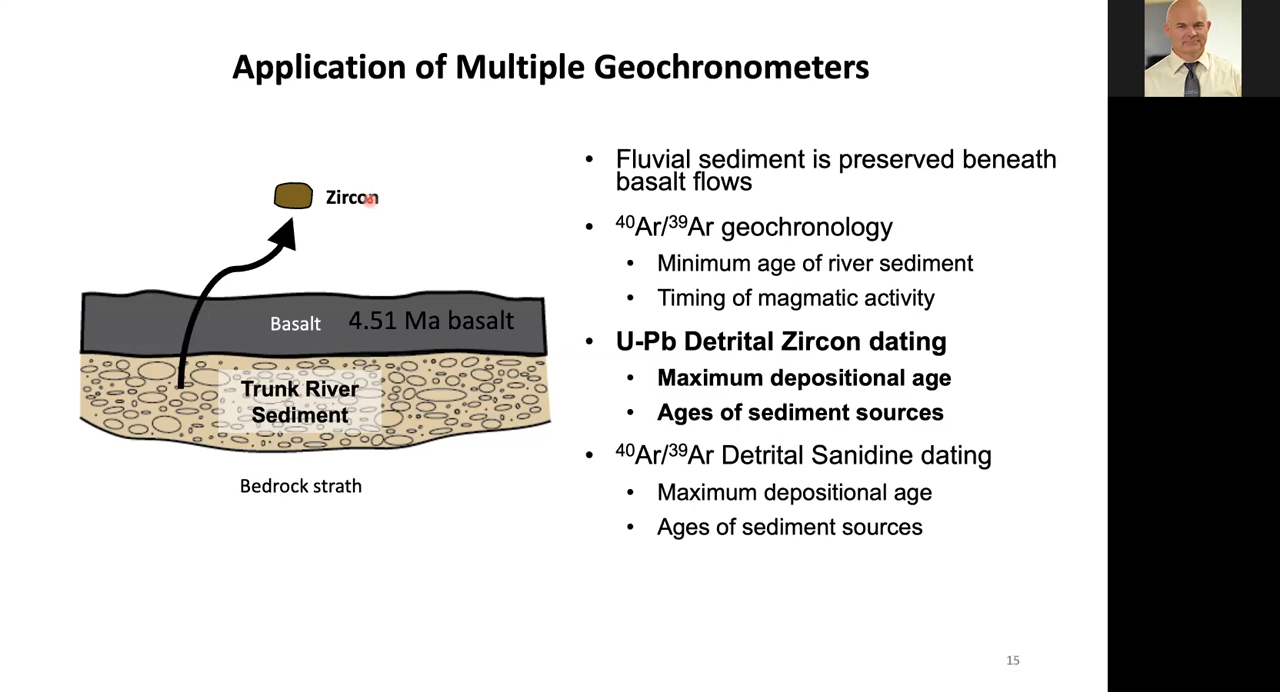 Application of Multiple Geochronometers
Zircon
Basalt 4.51 Ma basalt
Trunk River
Sediment
Bedrock strath
• Fluvial sediment is preserved beneath
basalt flows
• ⁴⁰Ar/³⁹Ar geochronology
• Minimum age of river sediment
• Timing of magmatic activity
• U-Pb Detrital Zircon dating
• Maximum depositional age
• Ages of sediment sources
• ⁴⁰Ar/³⁹Ar Detrital Sanidine dating
• Maximum depositional age
• Ages of sediment sources
15